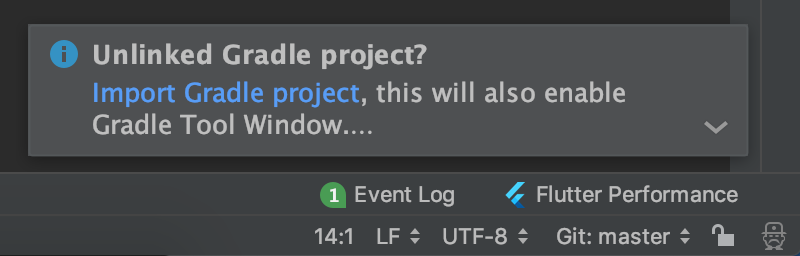 Unlinked Gradle project?
Import Gradle project, this will also enable
Gradle Tool Window....
1 Event Log Flutter Performance
14:1 LF UTF-8 Git: master